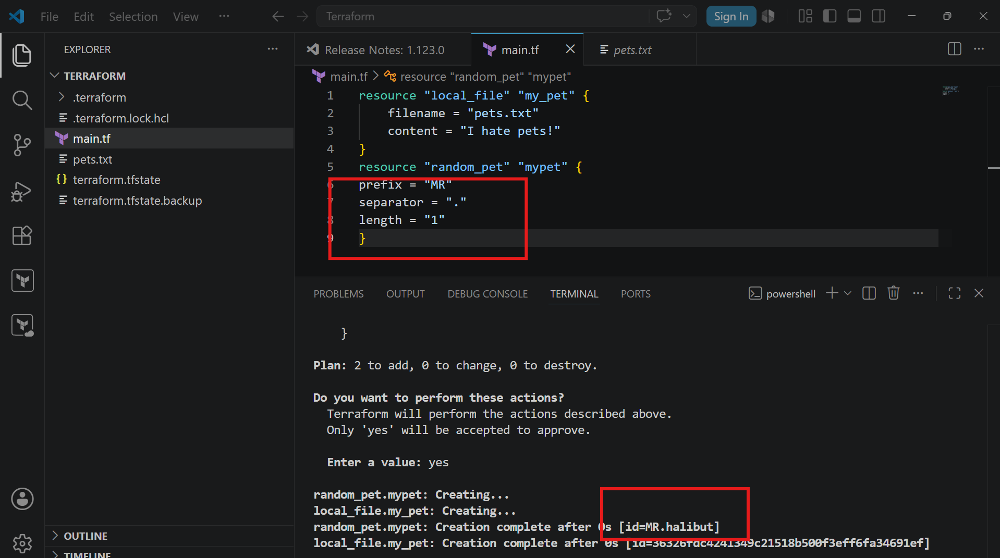 File Edit Selection View ··· Terraform Sign In
EXPLORER ···
TERRAFORM
.terraform
.terraform.lock.hcl
main.tf
pets.txt
terraform.tfstate
terraform.tfstate.backup
OUTLINE
TIMELINE
Release Notes: 1.123.0 main.tf pets.txt
main.tf > resource "random_pet" "mypet"
1 resource "local_file" "my_pet" {
2 filename = "pets.txt"
3 content = "I hate pets!"
4 }
5 resource "random_pet" "mypet" {
6 prefix = "MR"
7 separator = "."
8 length = "1"
9 }
PROBLEMS OUTPUT DEBUG CONSOLE TERMINAL PORTS powershell
}
Plan: 2 to add, 0 to change, 0 to destroy.
Do you want to perform these actions?
Terraform will perform the actions described above.
Only 'yes' will be accepted to approve.
Enter a value: yes
random_pet.mypet: Creating...
local_file.my_pet: Creating...
random_pet.mypet: Creation complete after 0s [id=MR.halibut]
local_file.my_pet: Creation complete after 0s [id=36326fdc4241349c21518b500f3eff6fa34691ef]